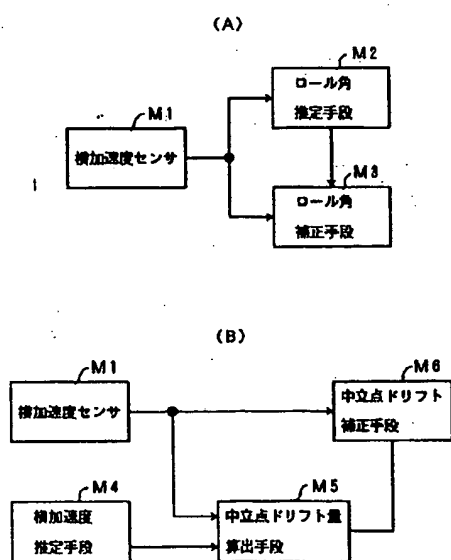 (A)
M2
ロール角
推定手段
M1
横加速度センサ
M3
ロール角
補正手段
(B)
M1
横加速度センサ
M6
中立点ドリフト
補正手段
M4
横加速度
推定手段
M5
中立点ドリフト量
算出手段